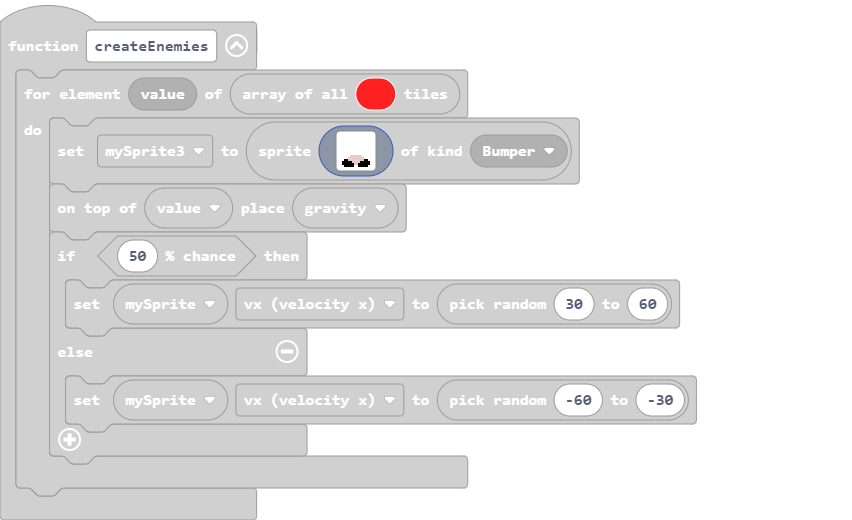 function createEnemies
for element value of array of all tiles
do
set mySprite3 to sprite of kind Bumper
on top of value place gravity
if 50 % chance then
set mySprite vx (velocity x) to pick random 30 to 60
else
set mySprite vx (velocity x) to pick random -60 to -30